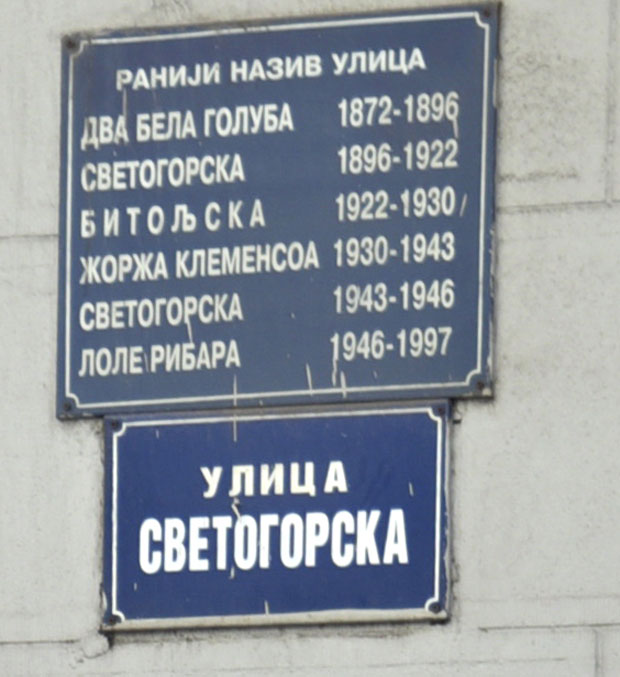 РАНИЈИ НАЗИВ УЛИЦА
ДВА БЕЛА ГОЛУБА 1872-1896
СВЕТОГОРСКА 1896-1922
БИТОЉСКА 1922-1930
ЖОРЖА КЛЕМЕНСОА 1930-1943
СВЕТОГОРСКА 1943-1946
ЛОЛЕ РИБАРА 1946-1997
УЛИЦА
СВЕТОГОРСКА